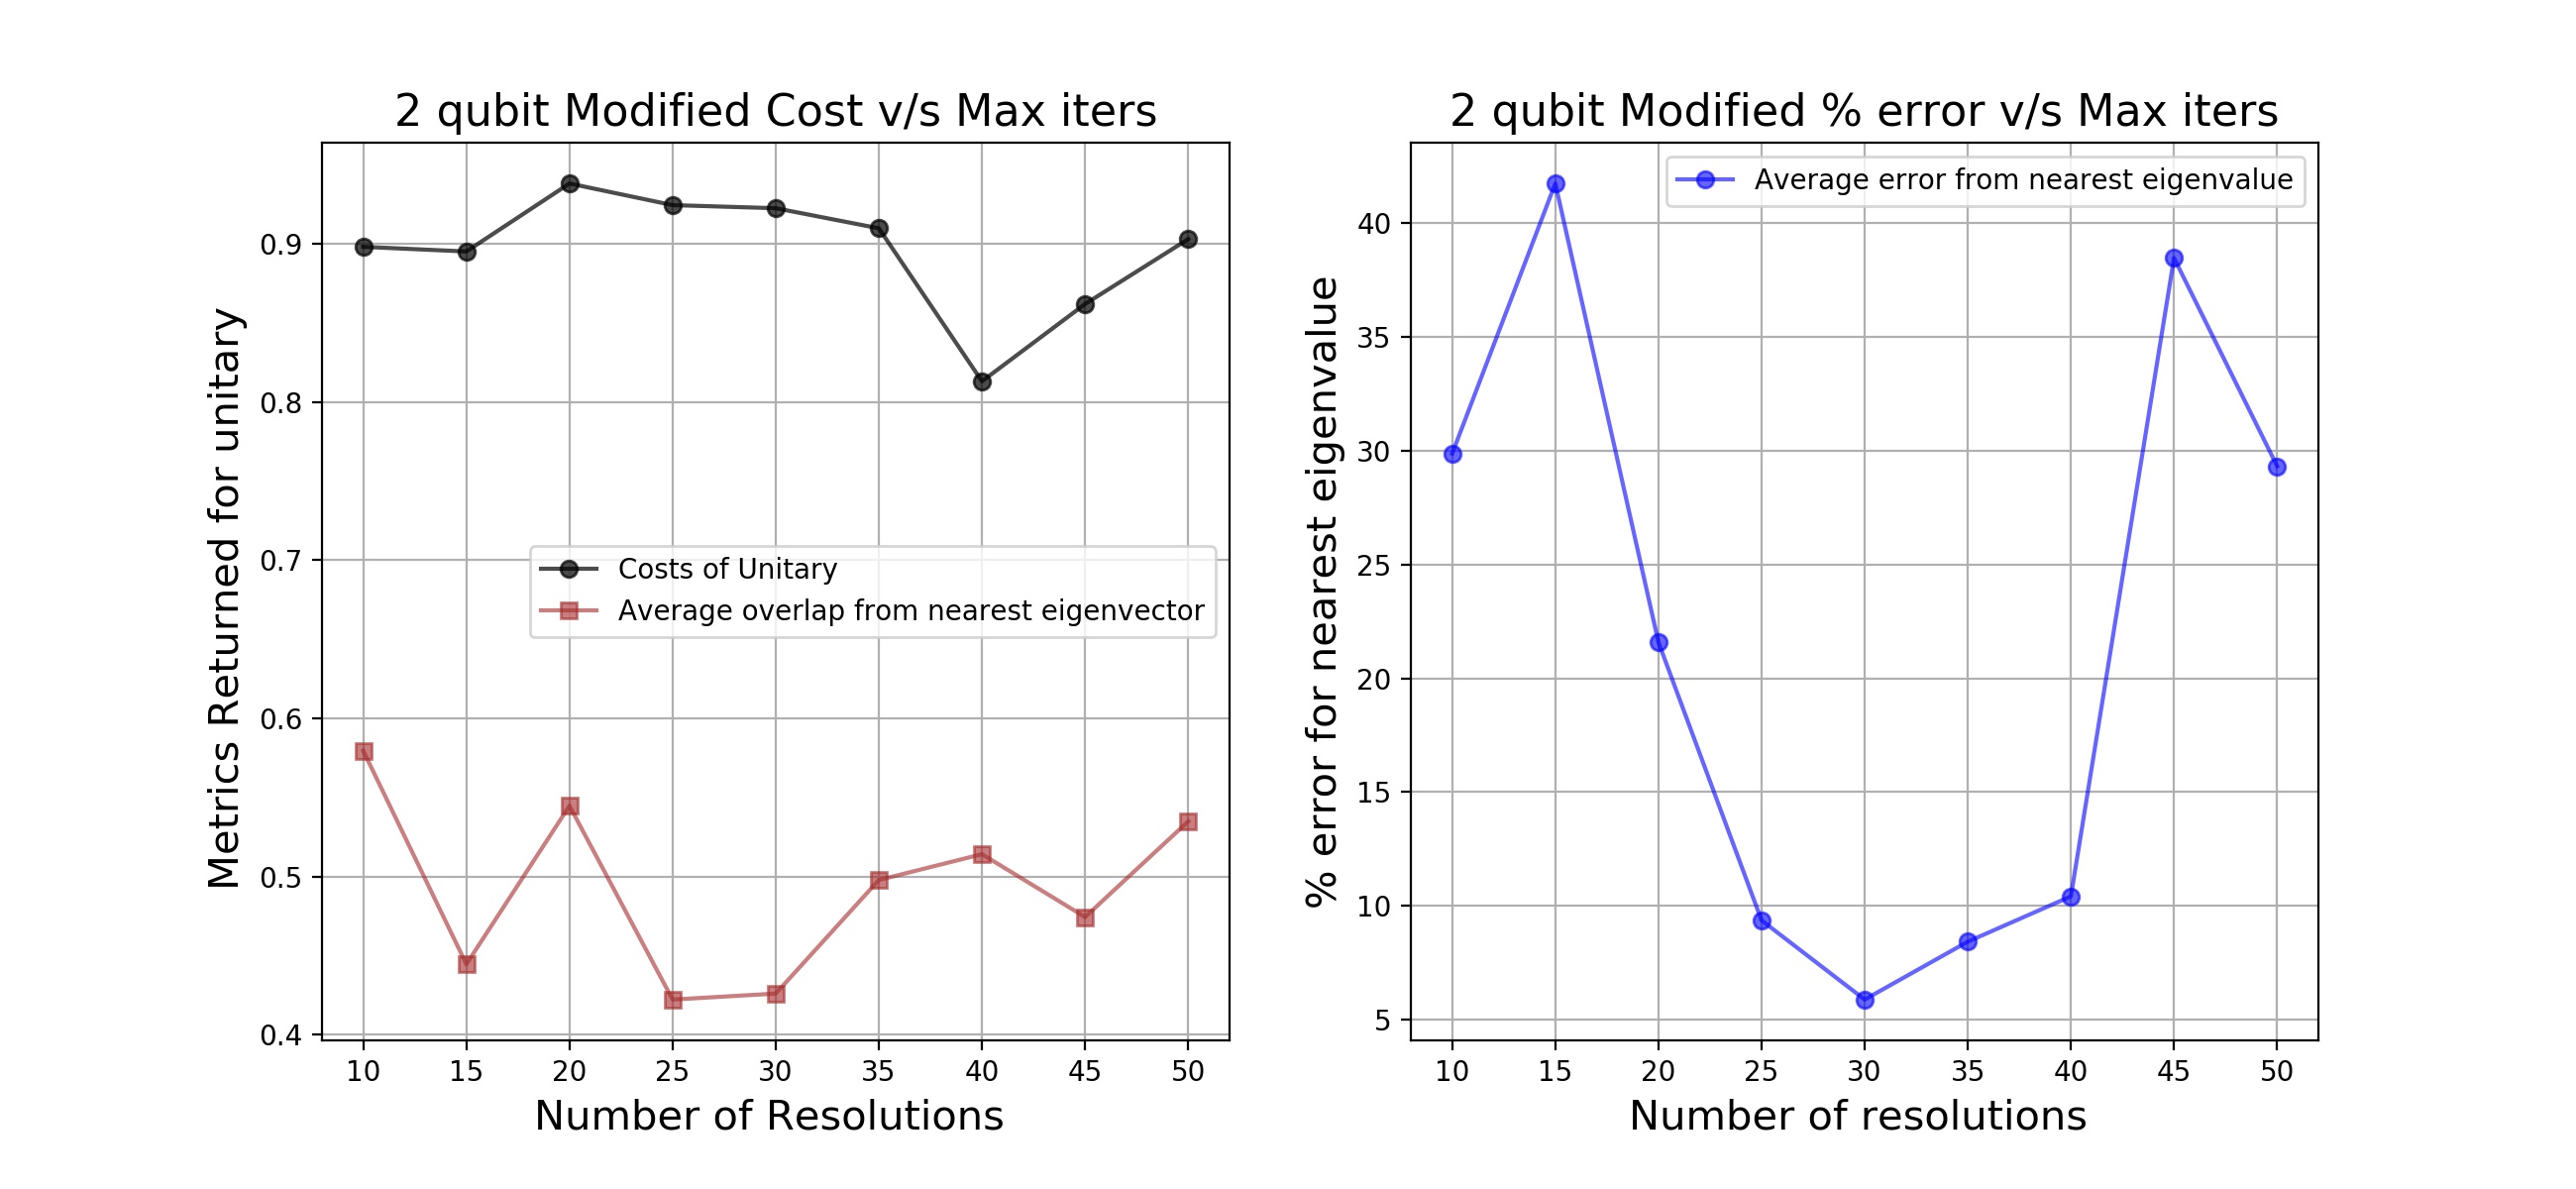 2 qubit Modified Cost v/s Max iters
Metrics Returned for unitary
0.9
0.8
0.7
0.6
0.5
0.4
Costs of Unitary
Average overlap from nearest eigenvector
10 15 20 25 30 35 40 45 50
Number of Resolutions
2 qubit Modified % error v/s Max iters
% error for nearest eigenvalue
Average error from nearest eigenvalue
40
35
30
25
20
15
10
5
10 15 20 25 30 35 40 45 50
Number of resolutions